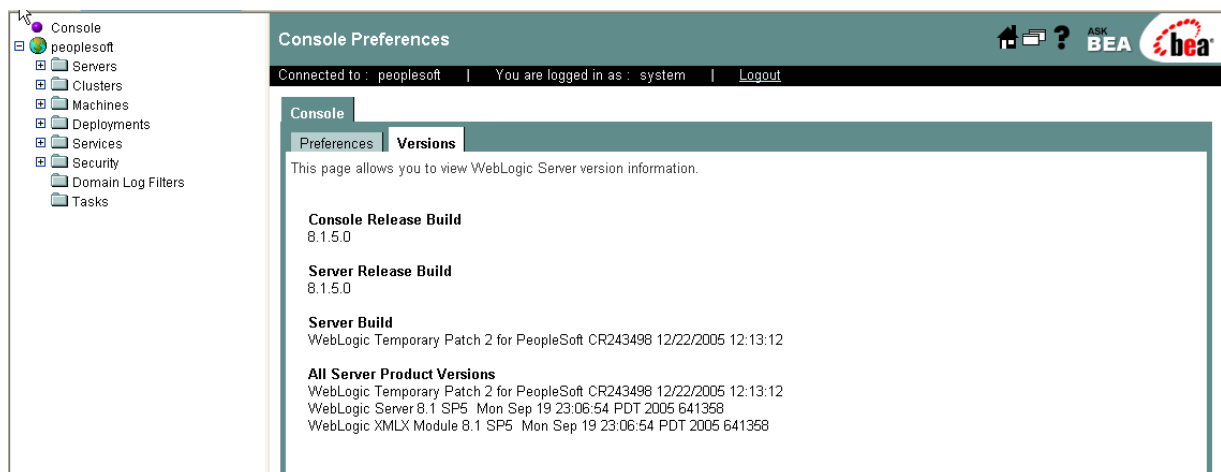 Console
peoplesoft
Servers
Clusters
Machines
Deployments
Services
Security
Domain Log Filters
Tasks
Console Preferences
? ASK BEA bea
Connected to : peoplesoft | You are logged in as : system | Logout
Console
Preferences Versions
This page allows you to view WebLogic Server version information.
Console Release Build
8.1.5.0
Server Release Build
8.1.5.0
Server Build
WebLogic Temporary Patch 2 for PeopleSoft CR243498 12/22/2005 12:13:12
All Server Product Versions
WebLogic Temporary Patch 2 for PeopleSoft CR243498 12/22/2005 12:13:12
WebLogic Server 8.1 SP5 Mon Sep 19 23:06:54 PDT 2005 641358
WebLogic XMLX Module 8.1 SP5 Mon Sep 19 23:06:54 PDT 2005 641358